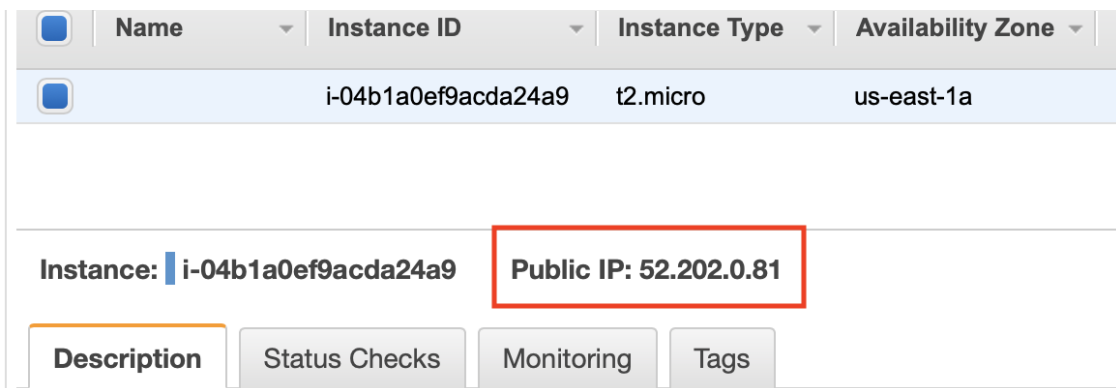 Name Instance ID Instance Type Availability Zone
i-04b1a0ef9acda24a9 t2.micro us-east-1a
Instance: i-04b1a0ef9acda24a9 Public IP: 52.202.0.81
Description Status Checks Monitoring Tags